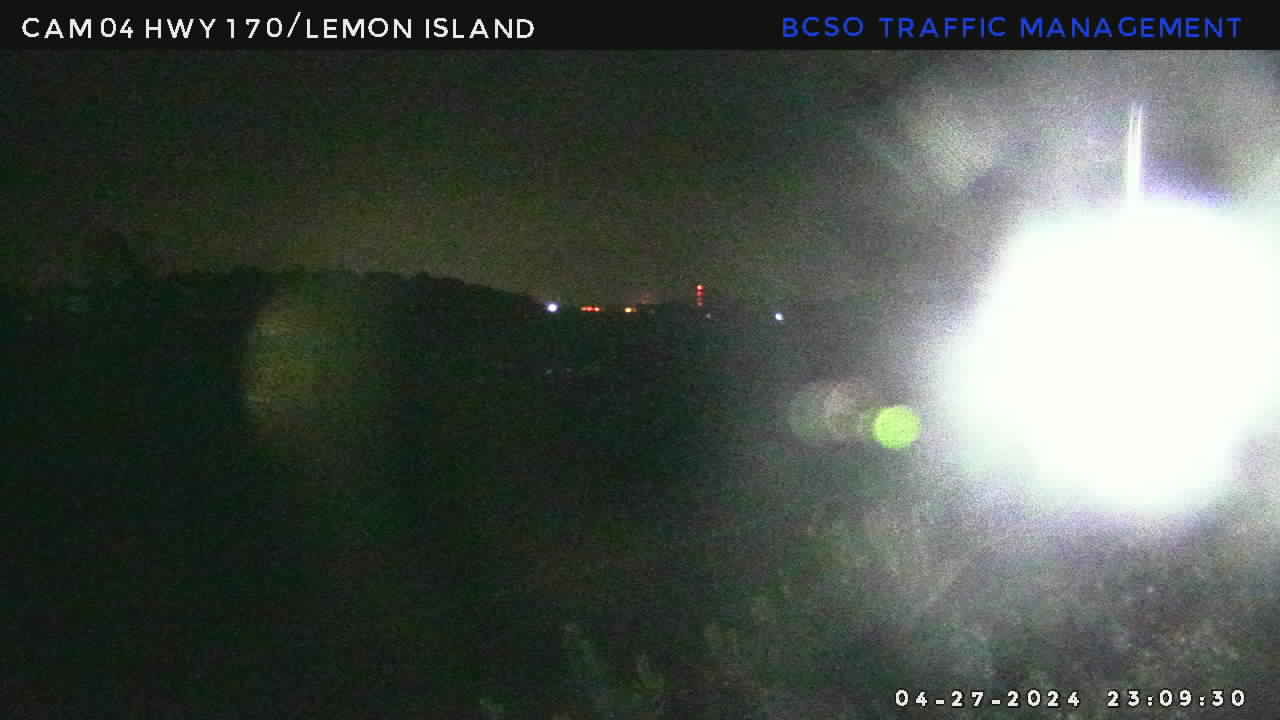 CAM04 HWY 170/LEMON ISLAND
BCSO TRAFFIC MANAGEMENT
04-27-2024 23:09:30